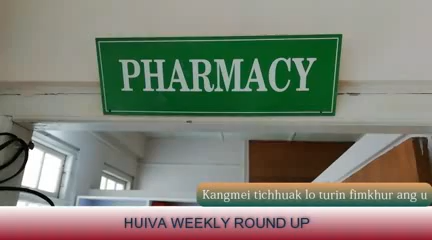 PHARMACY
Kangmei tichhuak lo turin fimkhur ang u
HUIVA WEEKLY ROUND UP